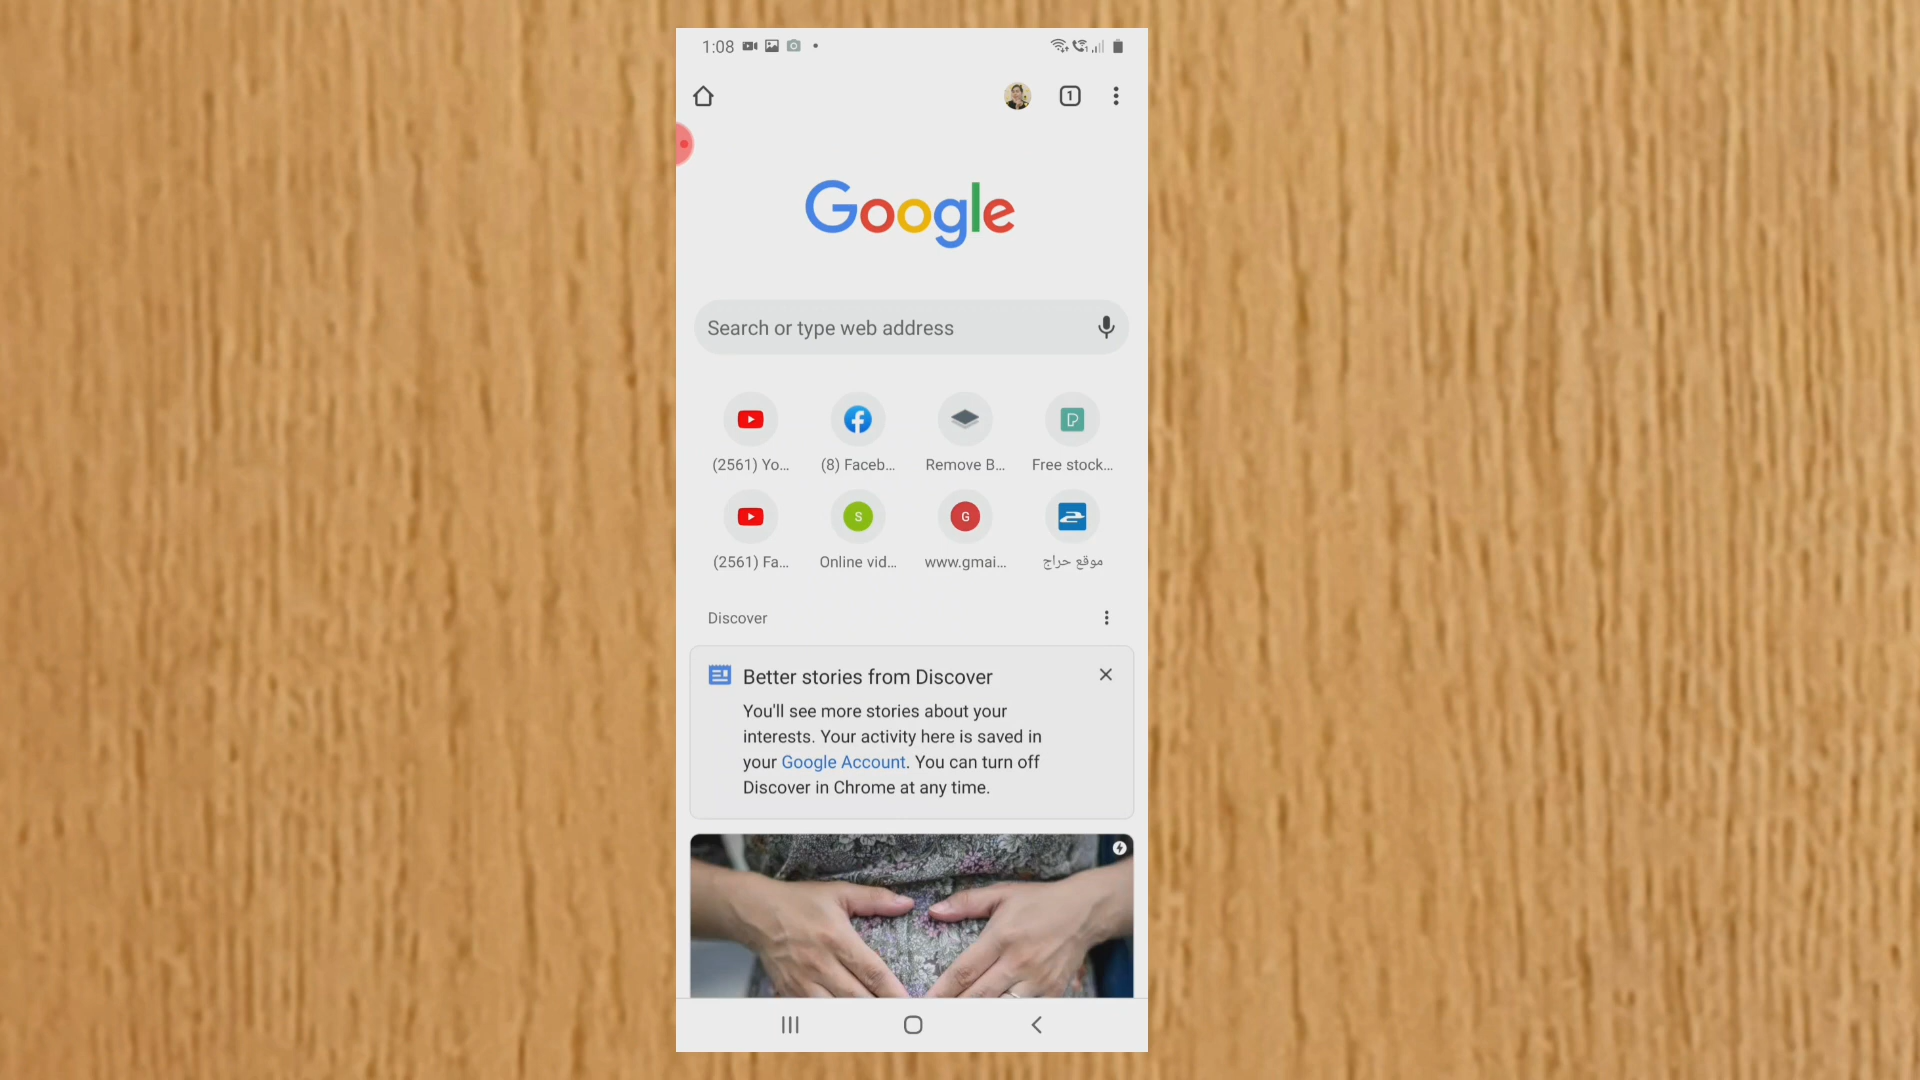 1:08
1
Google
Search or type web address
(2561) Yo...
(8) Faceb...
Remove B...
Free stock...
S
G
(2561) Fa...
Online vid...
www.gmai...
موقع حراج
Discover
Better stories from Discover
You'll see more stories about your
interests. Your activity here is saved in
your Google Account. You can turn off
Discover in Chrome at any time.